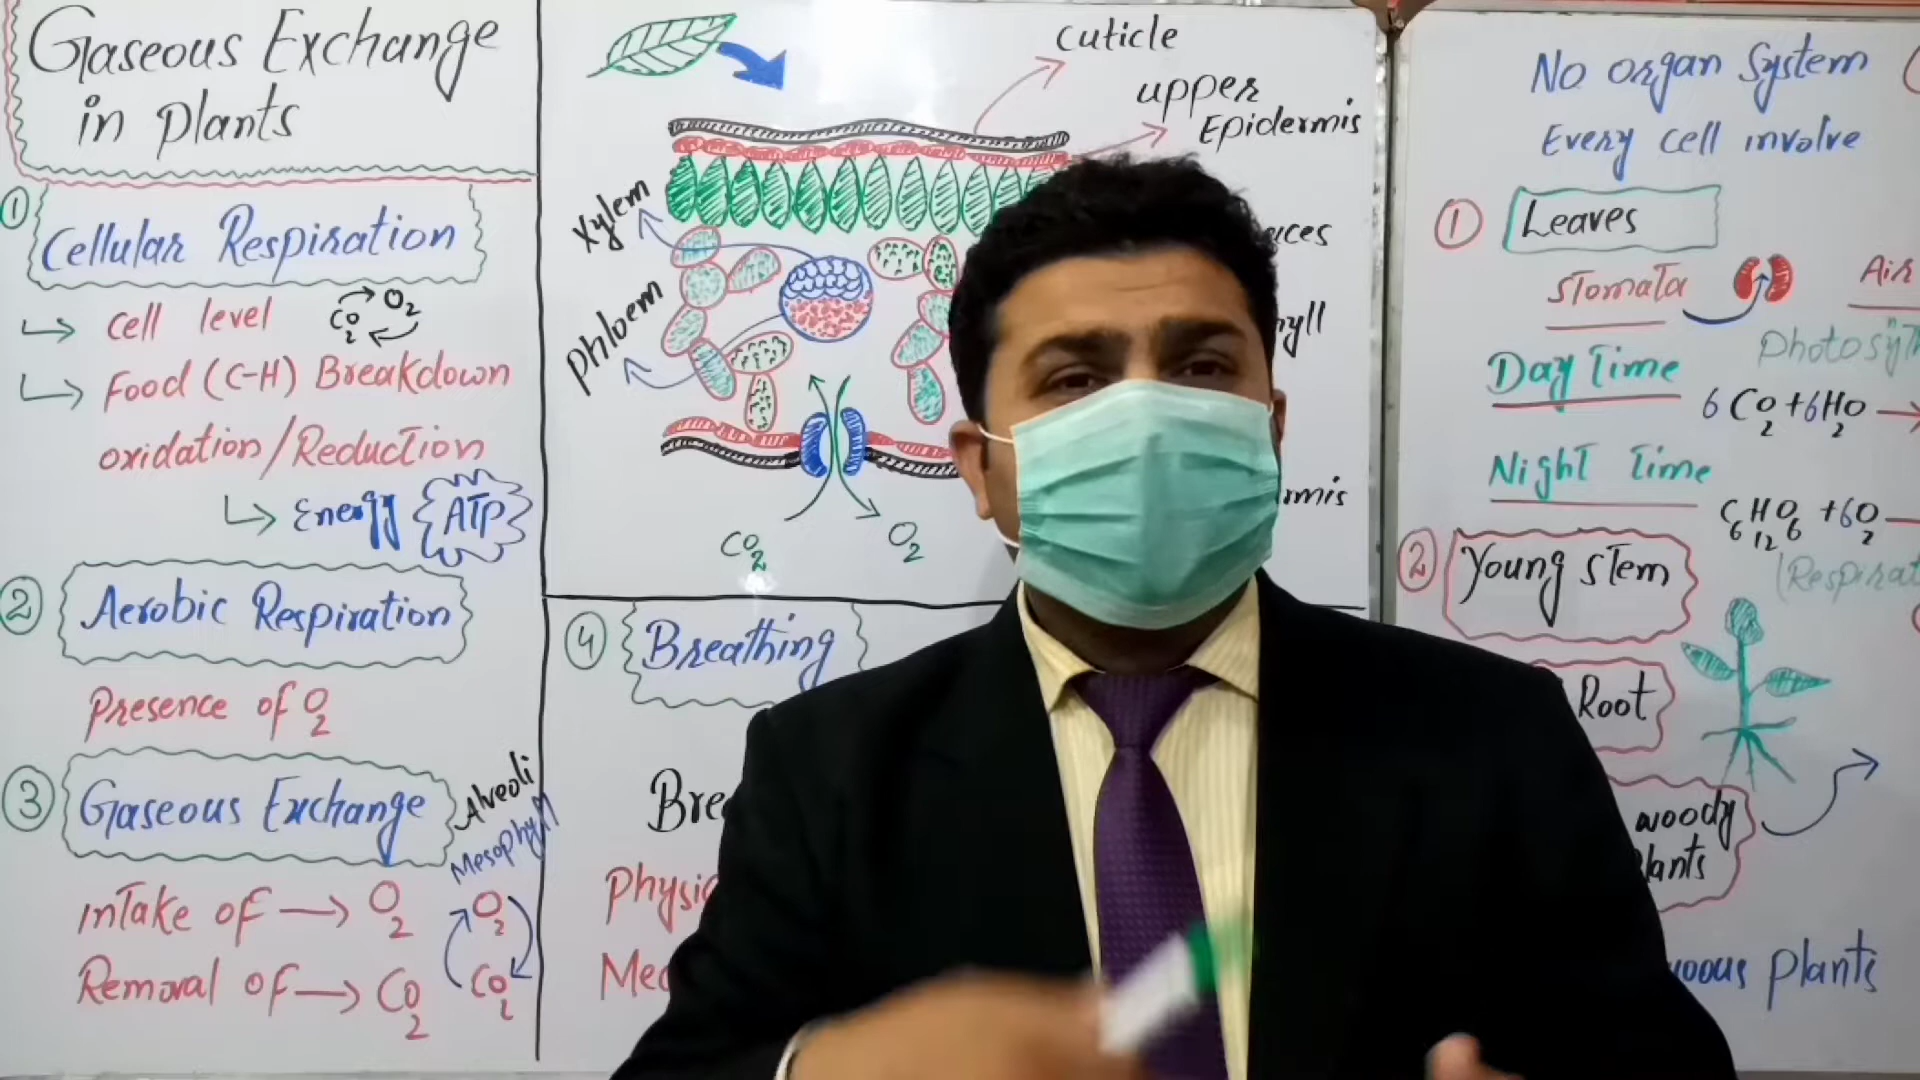 Gaseous Exchange
in plants
1
Cellular Respiration
Cell level
CO2 O2
Food (C-H) Breakdown
oxidation/Reduction
Energy ATP
2
Aerobic Respiration
Presence of O2
3
Gaseous Exchange
Alveoli
Mesophyll
intake of → O2
Removal of → CO2
O2
CO2
cuticle
upper
Epidermis
Xylem
Phloem
CO2
O2
4
Breathing
No organ System
Every cell involve
1
Leaves
Stomata
Air
Day Time
6CO2+6H2O →
Night Time
C6H12O6 +6O2
2
Young stem
Root
woody
plants
plants